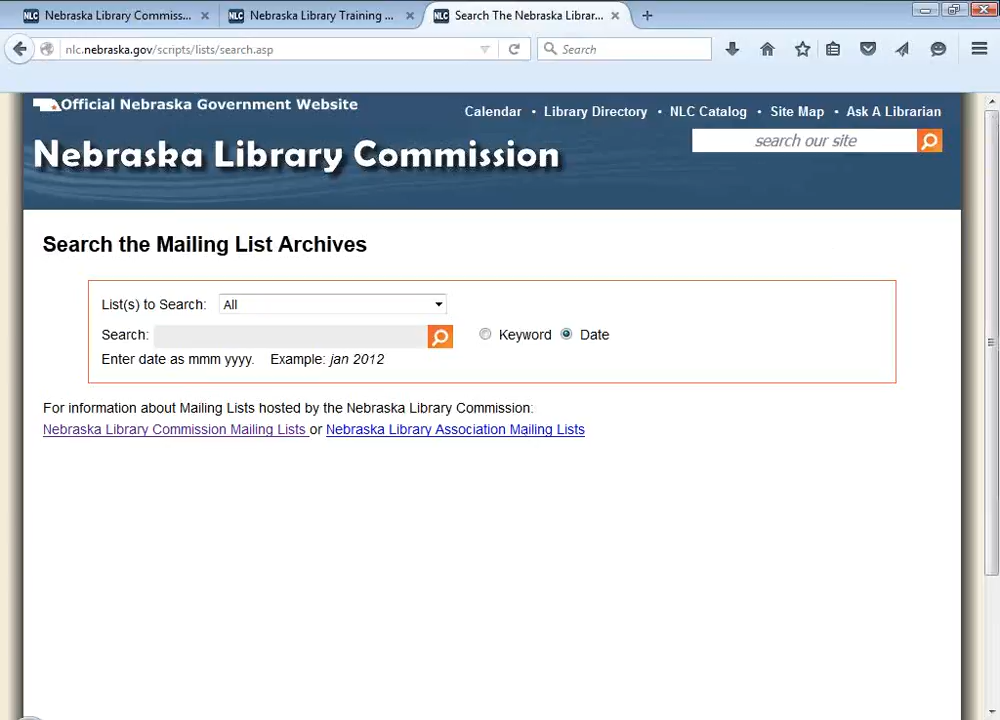 NLC Nebraska Library Commiss... × NLC Nebraska Library Training ... × NLC Search The Nebraska Librar... × +
nlc.nebraska.gov/scripts/lists/search.asp Search
Official Nebraska Government Website
Calendar • Library Directory • NLC Catalog • Site Map • Ask A Librarian
Nebraska Library Commission
search our site
Search the Mailing List Archives
List(s) to Search: All
Search: Keyword Date
Enter date as mmm yyyy. Example: jan 2012
For information about Mailing Lists hosted by the Nebraska Library Commission:
Nebraska Library Commission Mailing Lists or Nebraska Library Association Mailing Lists